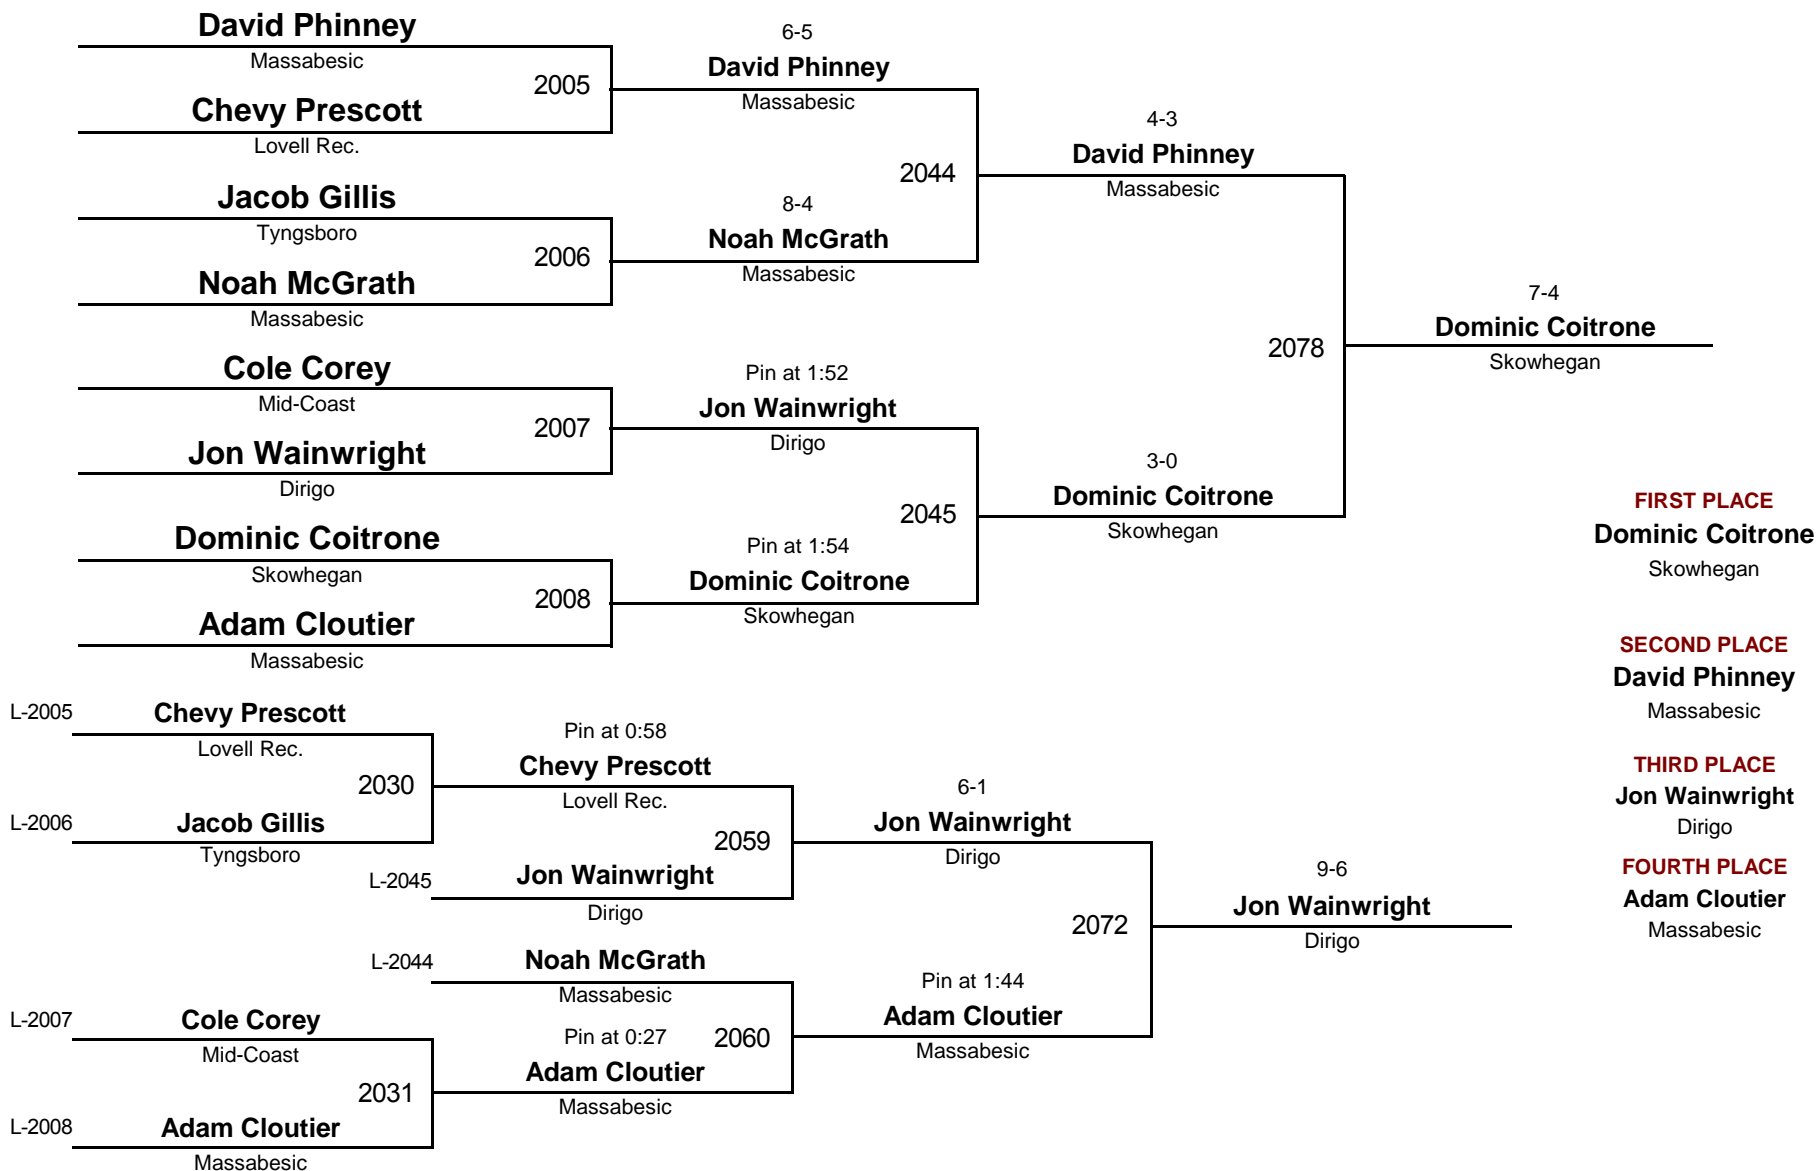 David Phinney
Massabesic
2005
Chevy Prescott
Lovell Rec.
Jacob Gillis
Tyngsboro
2006
Noah McGrath
Massabesic
Cole Corey
Mid-Coast
2007
Jon Wainwright
Dirigo
Dominic Coitrone
Skowhegan
2008
Adam Cloutier
Massabesic
6-5
David Phinney
Massabesic
2044
8-4
Noah McGrath
Massabesic
Pin at 1:52
Jon Wainwright
Dirigo
2045
Pin at 1:54
Dominic Coitrone
Skowhegan
4-3
David Phinney
Massabesic
2078
3-0
Dominic Coitrone
Skowhegan
7-4
Dominic Coitrone
Skowhegan
FIRST PLACE
Dominic Coitrone
Skowhegan
SECOND PLACE
David Phinney
Massabesic
THIRD PLACE
Jon Wainwright
Dirigo
FOURTH PLACE
Adam Cloutier
Massabesic
L-2005
Chevy Prescott
Lovell Rec.
2030
L-2006
Jacob Gillis
Tyngsboro
Pin at 0:58
Chevy Prescott
Lovell Rec.
2059
L-2045
Jon Wainwright
Dirigo
L-2044
Noah McGrath
Massabesic
2060
L-2007
Cole Corey
Mid-Coast
2031
L-2008
Adam Cloutier
Massabesic
Pin at 0:27
Adam Cloutier
Massabesic
6-1
Jon Wainwright
Dirigo
2072
Pin at 1:44
Adam Cloutier
Massabesic
9-6
Jon Wainwright
Dirigo